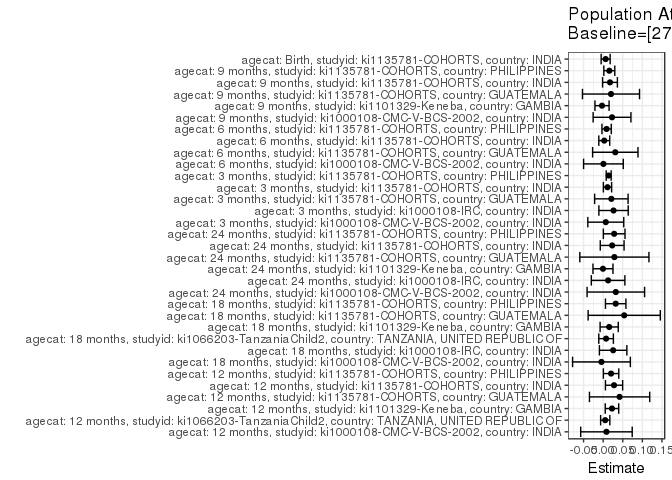 Population At
Baseline=[27
agecat: Birth, studyid: ki1135781-COHORTS, country: INDIA
agecat: 9 months, studyid: ki1135781-COHORTS, country: PHILIPPINES
agecat: 9 months, studyid: ki1135781-COHORTS, country: INDIA
agecat: 9 months, studyid: ki1135781-COHORTS, country: GUATEMALA
agecat: 9 months, studyid: ki1101329-Keneba, country: GAMBIA
agecat: 9 months, studyid: ki1000108-CMC-V-BCS-2002, country: INDIA
agecat: 6 months, studyid: ki1135781-COHORTS, country: PHILIPPINES
agecat: 6 months, studyid: ki1135781-COHORTS, country: INDIA
agecat: 6 months, studyid: ki1135781-COHORTS, country: GUATEMALA
agecat: 6 months, studyid: ki1000108-CMC-V-BCS-2002, country: INDIA
agecat: 3 months, studyid: ki1135781-COHORTS, country: PHILIPPINES
agecat: 3 months, studyid: ki1135781-COHORTS, country: INDIA
agecat: 3 months, studyid: ki1135781-COHORTS, country: GUATEMALA
agecat: 3 months, studyid: ki1000108-IRC, country: INDIA
agecat: 3 months, studyid: ki1000108-CMC-V-BCS-2002, country: INDIA
agecat: 24 months, studyid: ki1135781-COHORTS, country: PHILIPPINES
agecat: 24 months, studyid: ki1135781-COHORTS, country: INDIA
agecat: 24 months, studyid: ki1135781-COHORTS, country: GUATEMALA
agecat: 24 months, studyid: ki1101329-Keneba, country: GAMBIA
agecat: 24 months, studyid: ki1000108-IRC, country: INDIA
agecat: 24 months, studyid: ki1000108-CMC-V-BCS-2002, country: INDIA
agecat: 18 months, studyid: ki1135781-COHORTS, country: PHILIPPINES
agecat: 18 months, studyid: ki1135781-COHORTS, country: GUATEMALA
agecat: 18 months, studyid: ki1101329-Keneba, country: GAMBIA
agecat: 18 months, studyid: ki1066203-TanzaniaChild2, country: TANZANIA, UNITED REPUBLIC OF
agecat: 18 months, studyid: ki1000108-IRC, country: INDIA
agecat: 18 months, studyid: ki1000108-CMC-V-BCS-2002, country: INDIA
agecat: 12 months, studyid: ki1135781-COHORTS, country: PHILIPPINES
agecat: 12 months, studyid: ki1135781-COHORTS, country: INDIA
agecat: 12 months, studyid: ki1135781-COHORTS, country: GUATEMALA
agecat: 12 months, studyid: ki1101329-Keneba, country: GAMBIA
agecat: 12 months, studyid: ki1066203-TanzaniaChild2, country: TANZANIA, UNITED REPUBLIC OF
agecat: 12 months, studyid: ki1000108-CMC-V-BCS-2002, country: INDIA
-0.05 0.00 0.05 0.10 0.15
Estimate